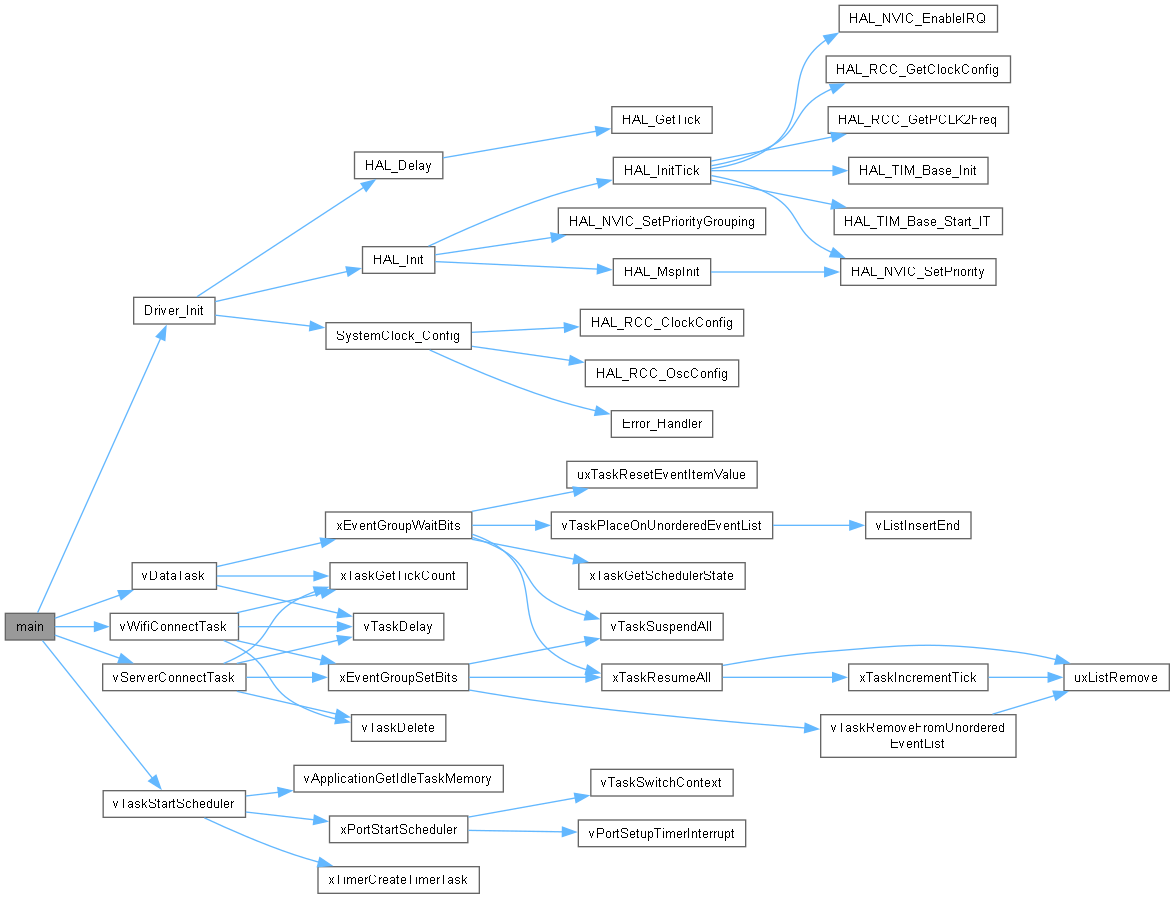 HAL_NVIC_EnableIRQ
HAL_RCC_GetClockConfig
HAL_GetTick
HAL_RCC_GetPCLK2Freq
HAL_Delay
HAL_InitTick
HAL_TIM_Base_Init
HAL_NVIC_SetPriorityGrouping
HAL_TIM_Base_Start_IT
HAL_Init
HAL_MspInit
HAL_NVIC_SetPriority
Driver_Init
SystemClock_Config
HAL_RCC_ClockConfig
HAL_RCC_OscConfig
Error_Handler
uxTaskResetEventItemValue
xEventGroupWaitBits
vTaskPlaceOnUnorderedEventList
vListInsertEnd
vDataTask
xTaskGetTickCount
xTaskGetSchedulerState
main
vWifiConnectTask
vTaskDelay
vTaskSuspendAll
vServerConnectTask
xEventGroupSetBits
xTaskResumeAll
xTaskIncrementTick
uxListRemove
vTaskDelete
vTaskRemoveFromUnordered
EventList
vApplicationGetIdleTaskMemory
vTaskSwitchContext
vTaskStartScheduler
xPortStartScheduler
vPortSetupTimerInterrupt
xTimerCreateTimerTask